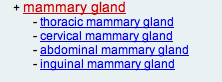 + mammary gland
- thoracic mammary gland
- cervical mammary gland
- abdominal mammary gland
- inguinal mammary gland